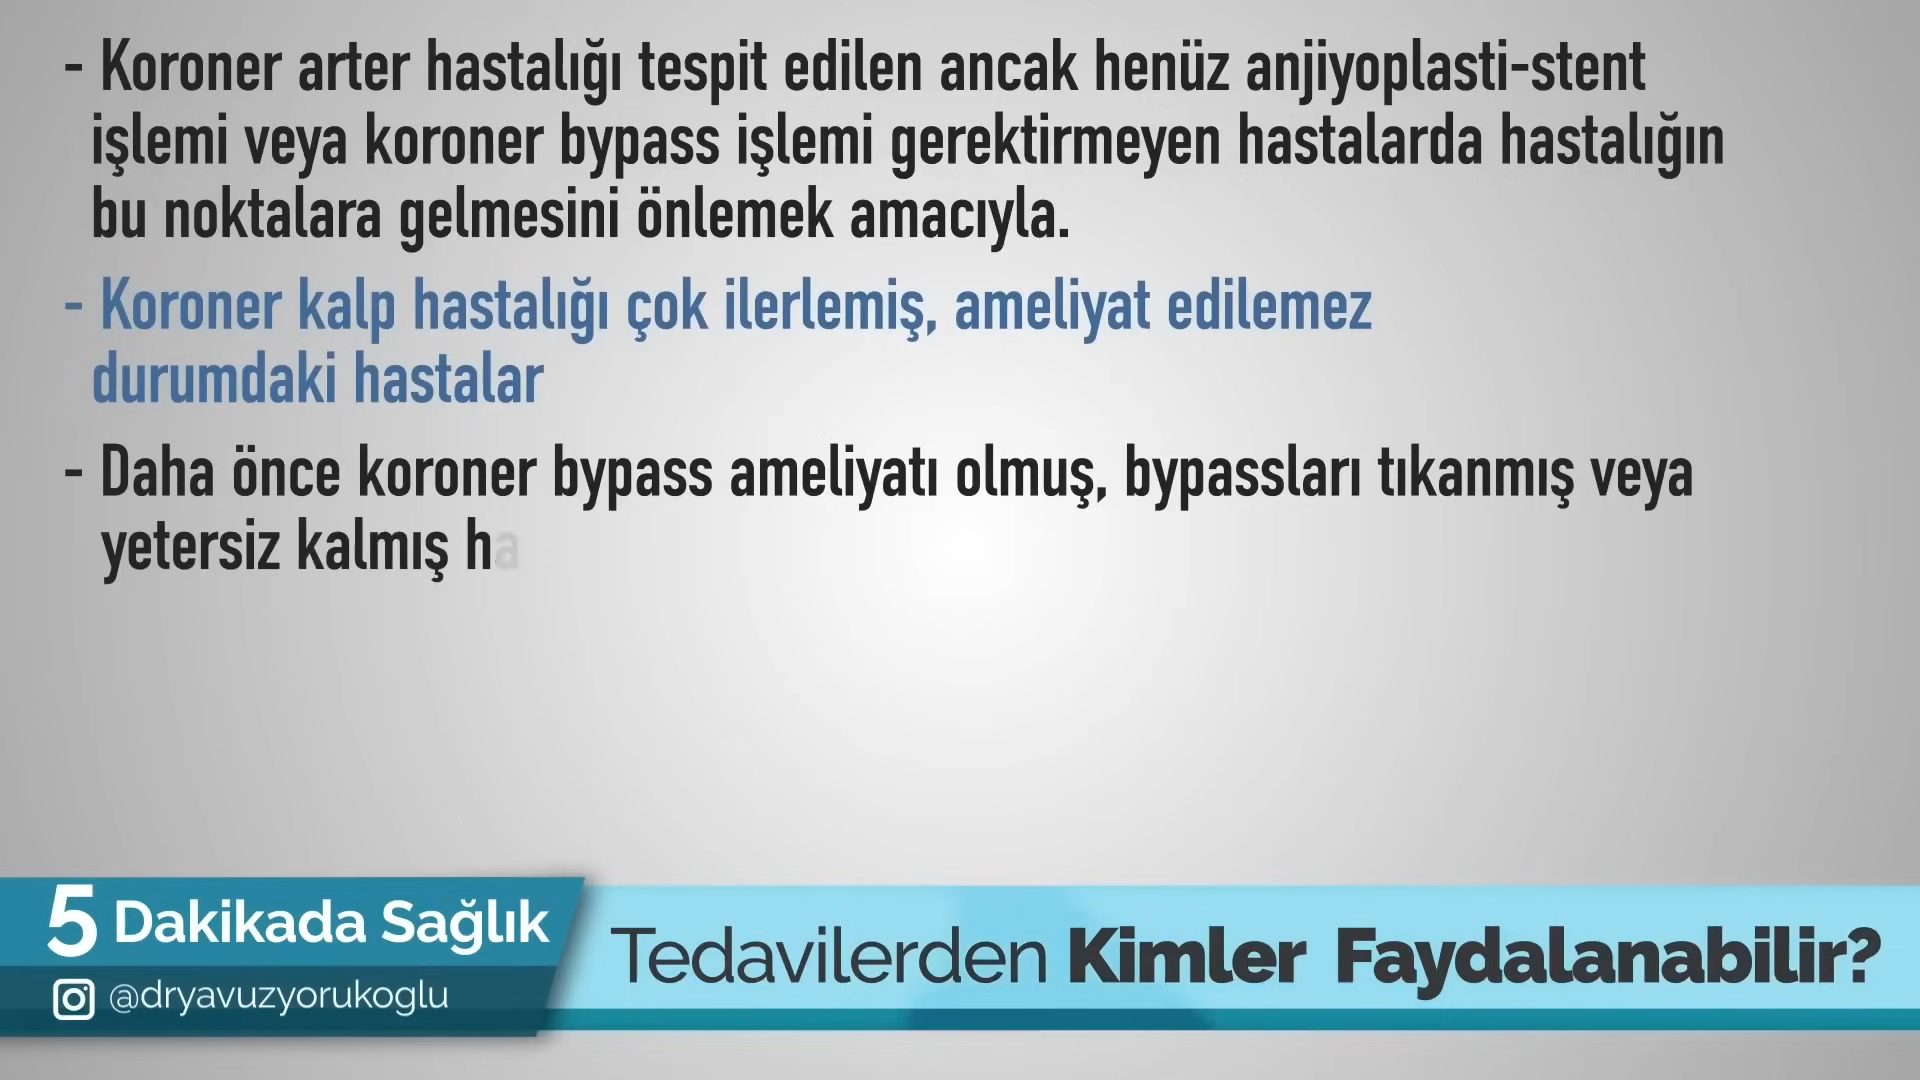 - Koroner arter hastalığı tespit edilen ancak henüz anjiyoplasti-stent
işlemi veya koroner bypass işlemi gerektirmeyen hastalarda hastalığın
bu noktalara gelmesini önlemek amacıyla.
- Koroner kalp hastalığı çok ilerlemiş, ameliyat edilemez
durumdaki hastalar
- Daha önce koroner bypass ameliyatı olmuş, bypassları tıkanmış veya
yetersiz kalmış ha
5 Dakikada Sağlık
@dryavuzyorukoglu
Tedavilerden Kimler Faydalanabilir?